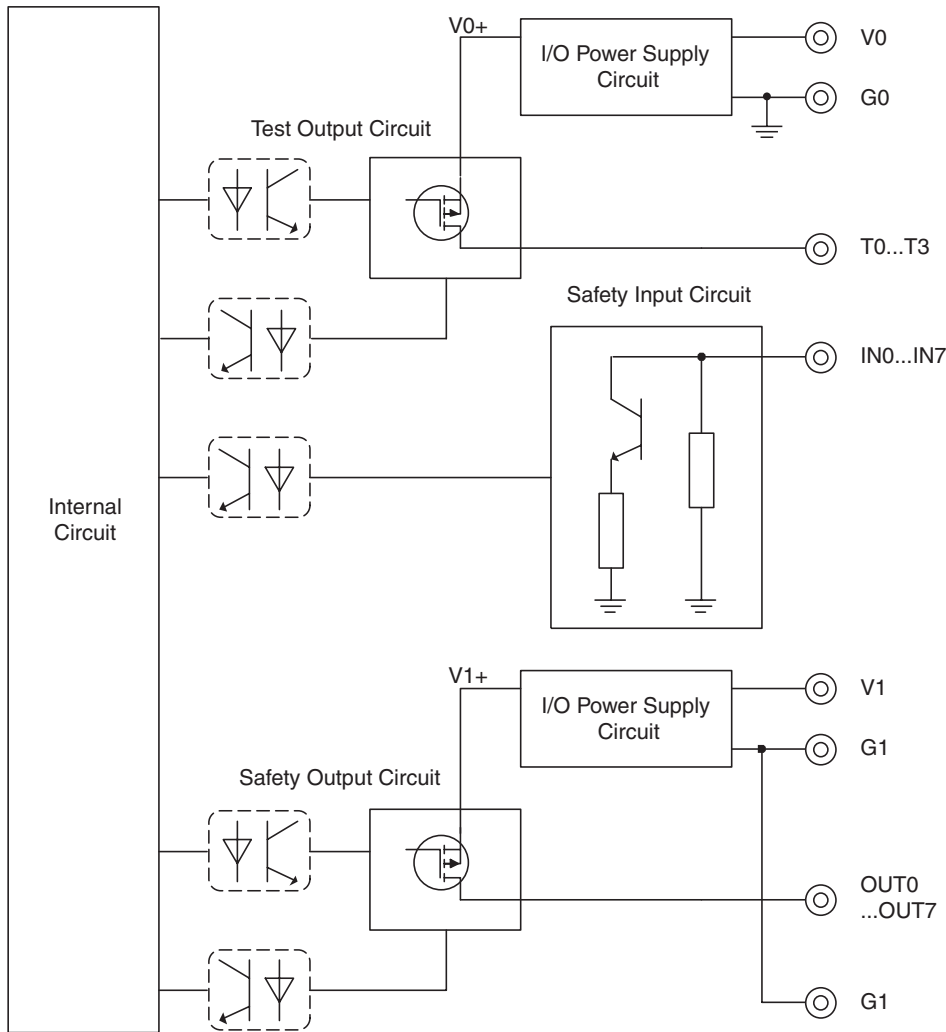 V0+
I/O Power Supply
Circuit
V0
G0
Test Output Circuit
T0...T3
Safety Input Circuit
IN0...IN7
Internal
Circuit
V1+
I/O Power Supply
Circuit
V1
G1
Safety Output Circuit
OUT0
...OUT7
G1